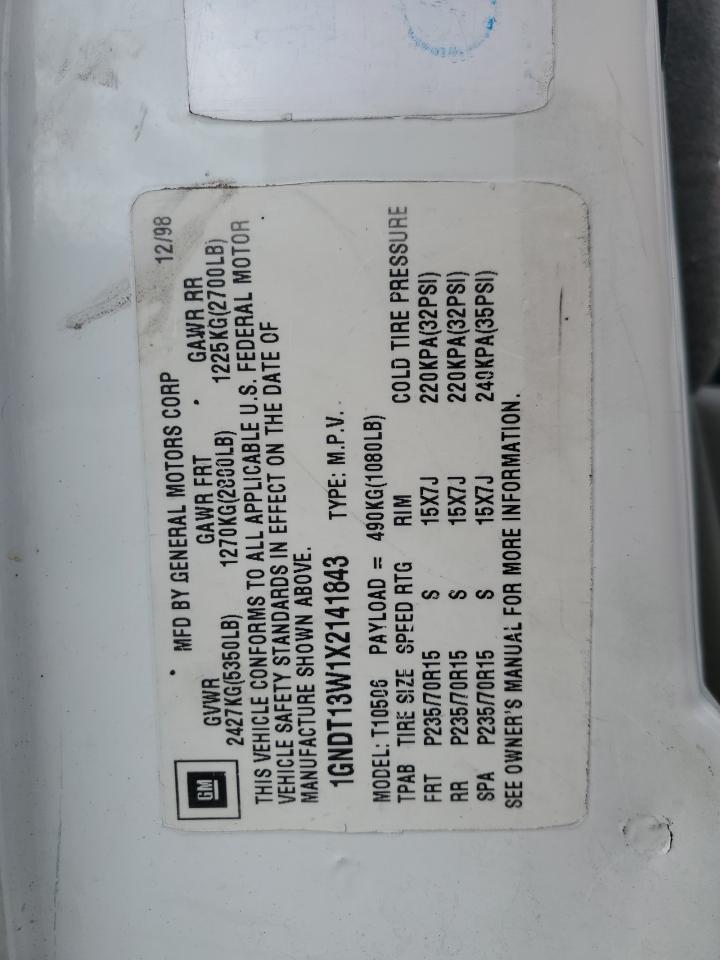 GM
MFD BY GENERAL MOTORS CORP 12/98
GVWR GAWR FRT GAWR RR
2427KG(5350LB) 1270KG(2800LB) 1225KG(2700LB)
THIS VEHICLE CONFORMS TO ALL APPLICABLE U.S. FEDERAL MOTOR
VEHICLE SAFETY STANDARDS IN EFFECT ON THE DATE OF
MANUFACTURE SHOWN ABOVE.
1GNDT13W1X2141843 TYPE: M.P.V.
MODEL: T10506 PAYLOAD = 490KG(1080LB)
TPAB TIRE SIZE SPEED RTG RIM COLD TIRE PRESSURE
FRT P235/70R15 S 15X7J 220KPA(32PSI)
RR P235/70R15 S 15X7J 220KPA(32PSI)
SPA P235/70R15 S 15X7J 240KPA(35PSI)
SEE OWNER'S MANUAL FOR MORE INFORMATION.